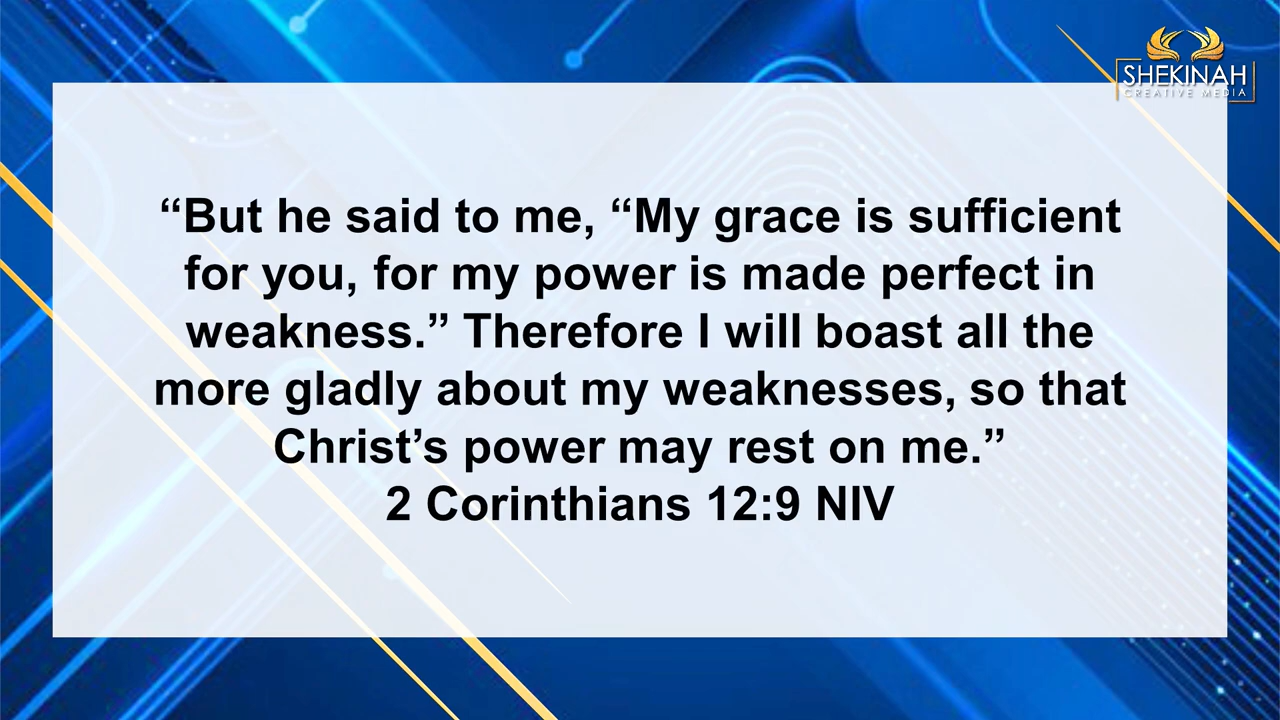 SHEKINAH
CREATIVE MEDIA
“But he said to me, “My grace is sufficient
for you, for my power is made perfect in
weakness.” Therefore I will boast all the
more gladly about my weaknesses, so that
Christ’s power may rest on me.”
2 Corinthians 12:9 NIV